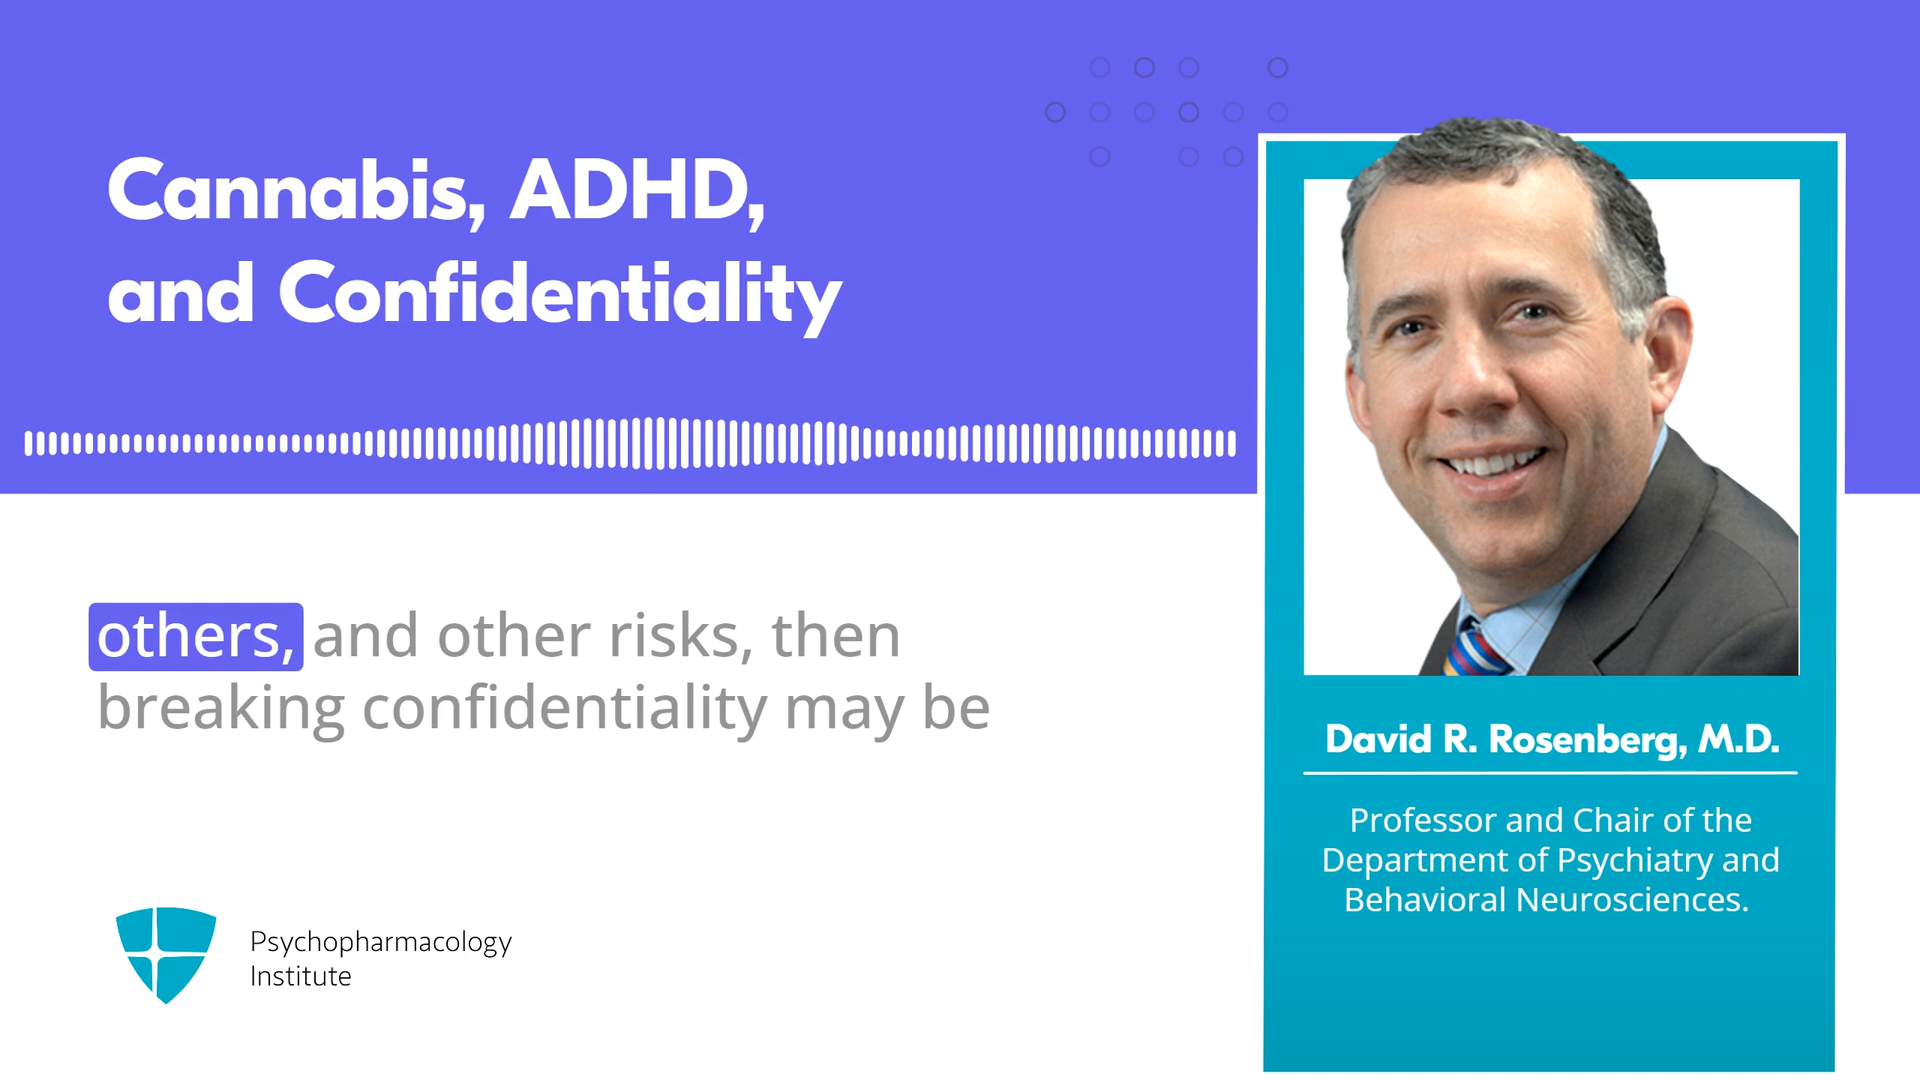 Cannabis, ADHD,
and Confidentiality
others, and other risks, then
breaking confidentiality may be
Psychopharmacology
Institute
David R. Rosenberg, M.D.
Professor and Chair of the
Department of Psychiatry and
Behavioral Neurosciences.